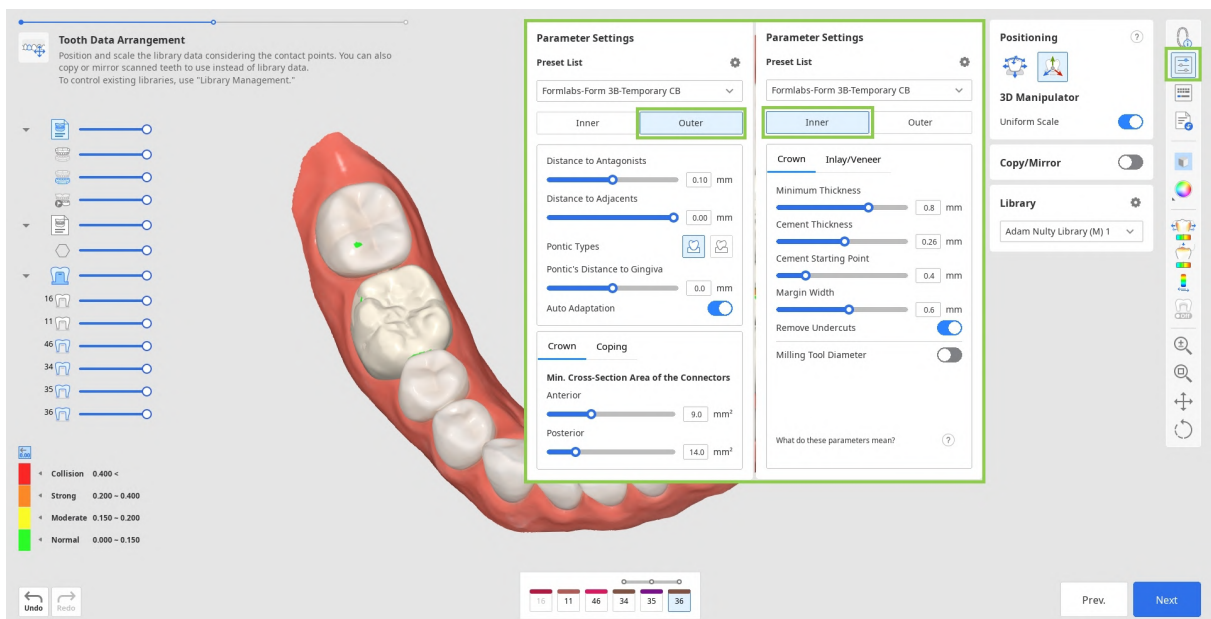 Tooth Data Arrangement
Position and scale the library data considering the contact points. You can also
copy or mirror scanned teeth to use instead of library data.
To control existing libraries, use "Library Management."
16
11
46
34
35
36
0.00
Collision 0.400 <
Strong 0.200 ~ 0.400
Moderate 0.150 ~ 0.200
Normal 0.000 ~ 0.150
Undo
Redo
Parameter Settings
Preset List
Formlabs-Form 3B-Temporary CB
Inner Outer
Distance to Antagonists
0.10 mm
Distance to Adjacents
0.00 mm
Pontic Types
Pontic's Distance to Gingiva
0.0 mm
Auto Adaptation
Crown Coping
Min. Cross-Section Area of the Connectors
Anterior
9.0 mm²
Posterior
14.0 mm²
Parameter Settings
Preset List
Formlabs-Form 3B-Temporary CB
Inner Outer
Crown Inlay/Veneer
Minimum Thickness
0.8 mm
Cement Thickness
0.26 mm
Cement Starting Point
0.4 mm
Margin Width
0.6 mm
Remove Undercuts
Milling Tool Diameter
What do these parameters mean? ?
Positioning ?
3D Manipulator
Uniform Scale
Copy/Mirror
Library
Adam Nulty Library (M) 1
16 11 46 34 35 36
Prev. Next